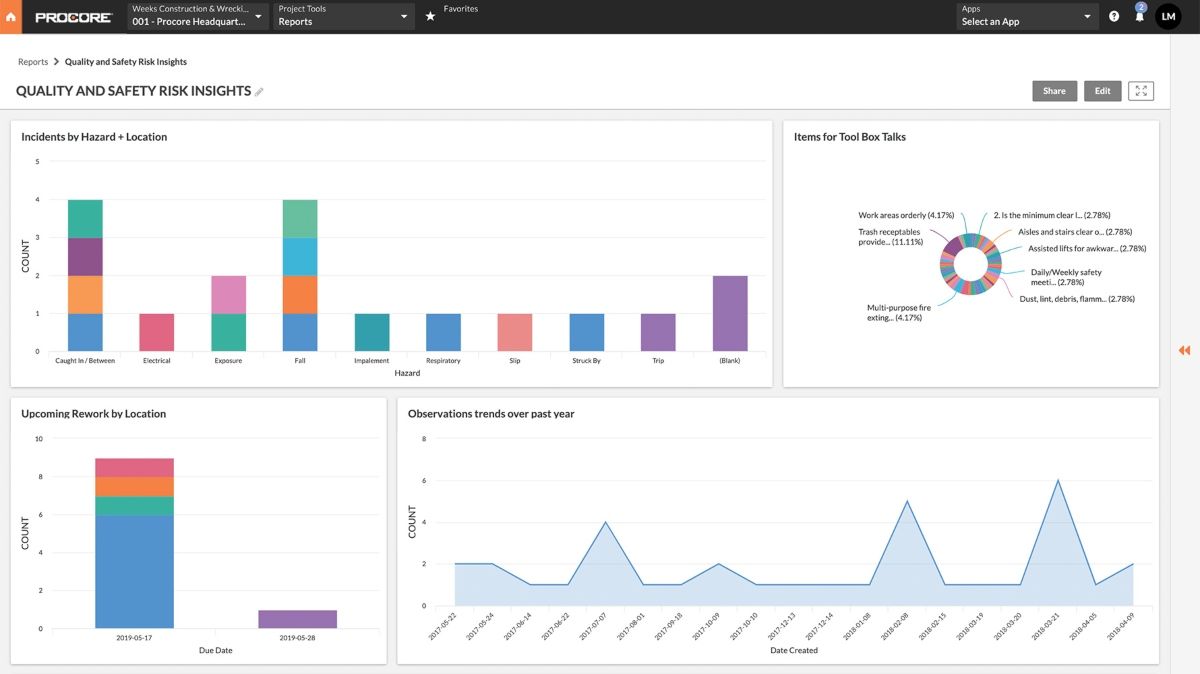 PROCORE
Weeks Construction & Wrecki...
001 - Procore Headquart...
Project Tools
Reports
Favorites
Apps
Select an App
?
2
LM
Reports > Quality and Safety Risk Insights
QUALITY AND SAFETY RISK INSIGHTS
Share
Edit
Incidents by Hazard + Location
5
4
3
2
1
0
COUNT
Caught In / Between
Electrical
Exposure
Fall
Impalement
Respiratory
Slip
Struck By
Trip
(Blank)
Hazard
Items for Tool Box Talks
Work areas orderly (4.17%)
Trash receptables
provide... (11.11%)
Multi-purpose fire
exting... (4.17%)
2. Is the minimum clear l... (2.78%)
Aisles and stairs clear o... (2.78%)
Assisted lifts for awkwar... (2.78%)
Daily/Weekly safety
meeti... (2.78%)
Dust, lint, debris, flamm... (2.78%)
Upcoming Rework by Location
10
8
6
4
2
0
COUNT
2019-05-17
2019-05-28
Due Date
Observations trends over past year
8
6
4
2
0
COUNT
2017-05-22
2017-05-24
2017-06-14
2017-06-22
2017-07-07
2017-08-01
2017-09-18
2017-10-09
2017-10-10
2017-12-13
2017-12-14
2018-01-08
2018-02-08
2018-02-15
2018-03-19
2018-03-20
2018-03-21
2018-04-05
2018-04-09
Date Created